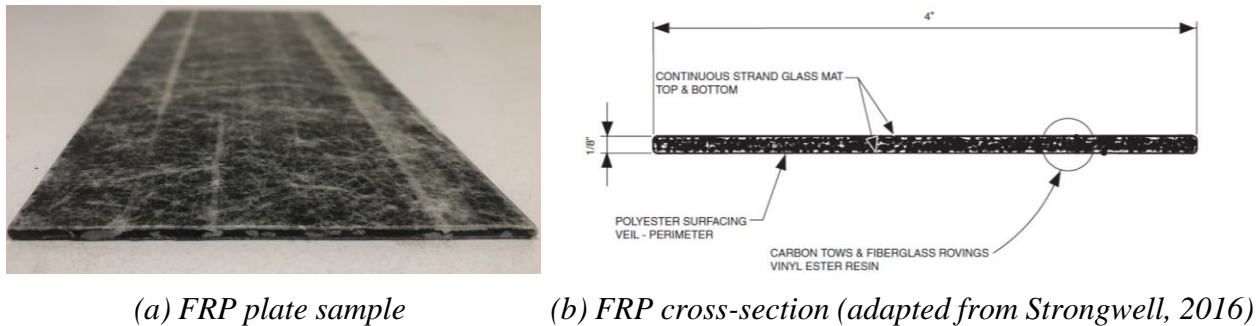 4"
CONTINUOUS STRAND GLASS MAT
TOP & BOTTOM
1/8"
POLYESTER SURFACING
VEIL - PERIMETER
CARBON TOWS & FIBERGLASS ROVINGS
VINYL ESTER RESIN
(a) FRP plate sample
(b) FRP cross-section (adapted from Strongwell, 2016)